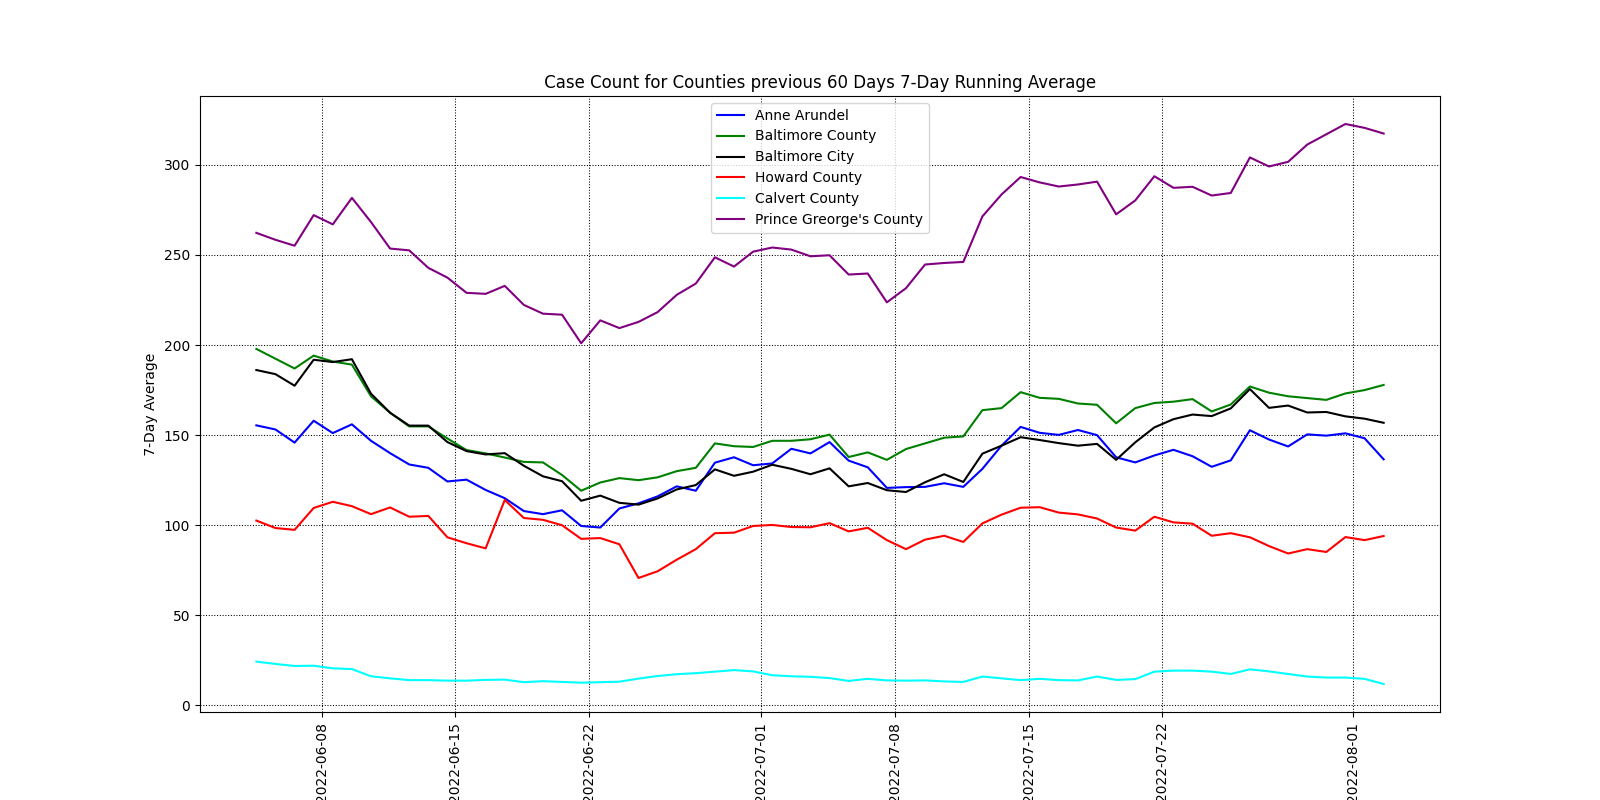 Case Count for Counties previous 60 Days 7-Day Running Average
Anne Arundel
Baltimore County
Baltimore City
Howard County
Calvert County
Prince Greorge's County
7-Day Average
300
250
200
150
100
50
0
2022-06-08
2022-06-15
2022-06-22
2022-07-01
2022-07-08
2022-07-15
2022-07-22
2022-08-01